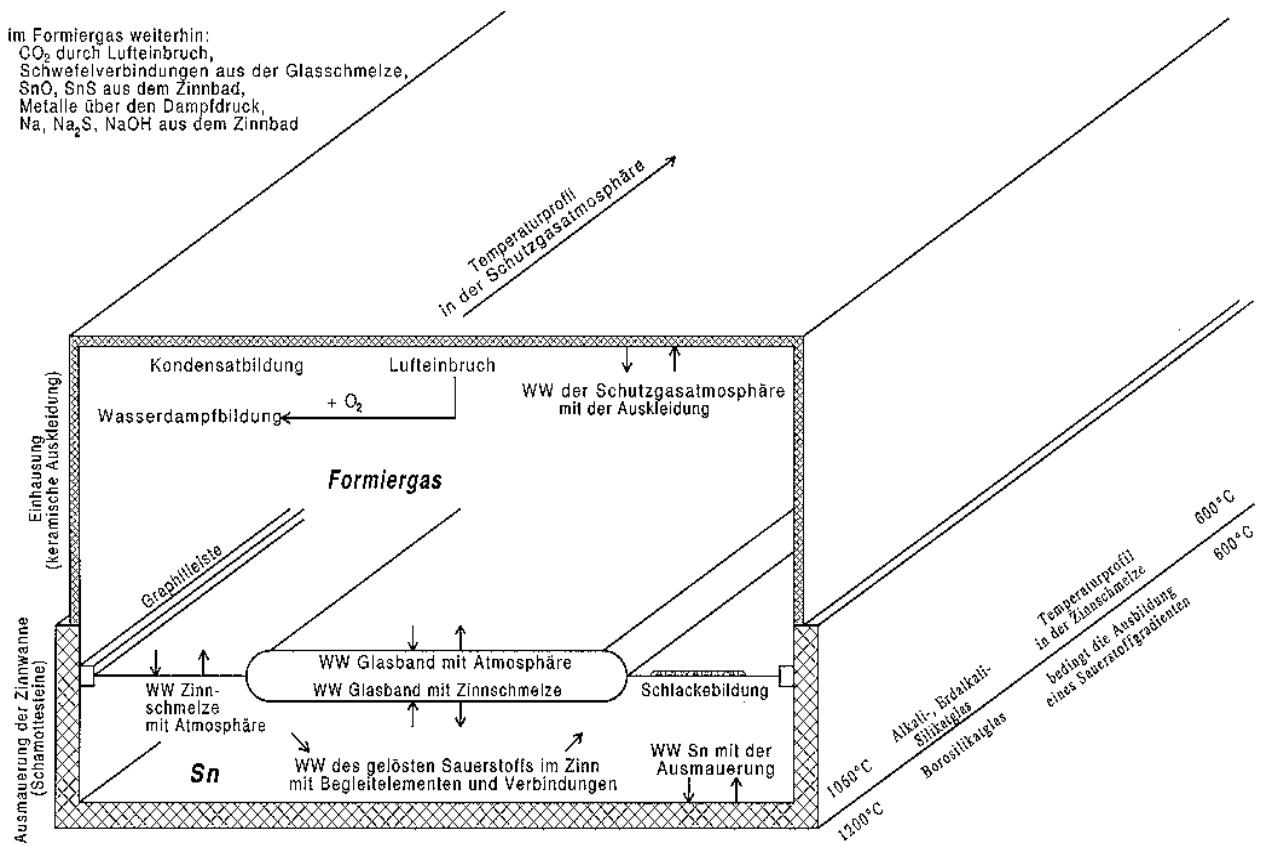 im Formiergas weiterhin:
CO₂ durch Lufteinbruch,
Schwefelverbindungen aus der Glasschmelze,
SnO, SnS aus dem Zinnbad,
Metalle über den Dampfdruck,
Na, Na₂S, NaOH aus dem Zinnbad
Temperaturprofil
in der Schutzgasatmosphäre
Kondensatbildung
Lufteinbruch
+ O₂
Wasserdampfbildung
WW der Schutzgasatmosphäre
mit der Auskleidung
Einhausung
(keramische Auskleidung)
Formiergas
Graphitleiste
WW Glasband mit Atmosphäre
WW Glasband mit Zinnschmelze
WW Zinn-
schmelze
mit Atmosphäre
Schlackebildung
Ausmauerung der Zinnwanne
(Schamottesteine)
Sn
WW des gelösten Sauerstoffs im Zinn
mit Begleitelementen und Verbindungen
WW Sn mit der
Ausmauerung
1060°C
Alkali-, Erdalkali-
Silikatglas
Temperaturprofil
in der Zinnschmelze
600°C
1200°C
Borosilikatglas
bedingt die Ausbildung
eines Sauerstoffgradienten
600°C